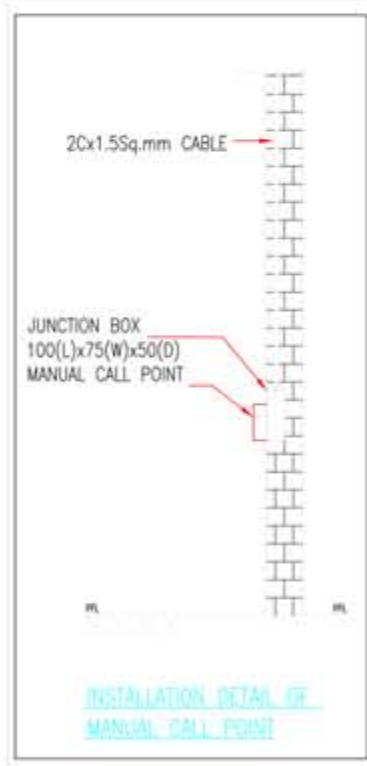 2Cx1.5Sq.mm CABLE
JUNCTION BOX
100(L)x75(W)x50(D)
MANUAL CALL POINT
INSTALLATION DETAIL OF
MANUAL CALL POINT